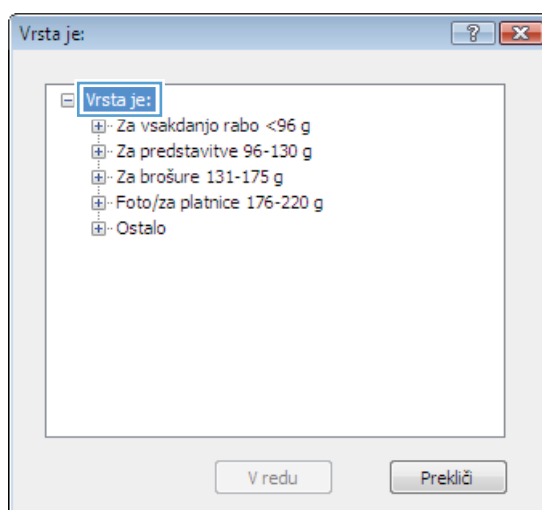 Vrsta je:
Vrsta je:
Za vsakdanjo rabo <96 g
Za predstavitve 96-130 g
Za brošure 131-175 g
Foto/za platnice 176-220 g
Ostalo
V redu
Prekliči